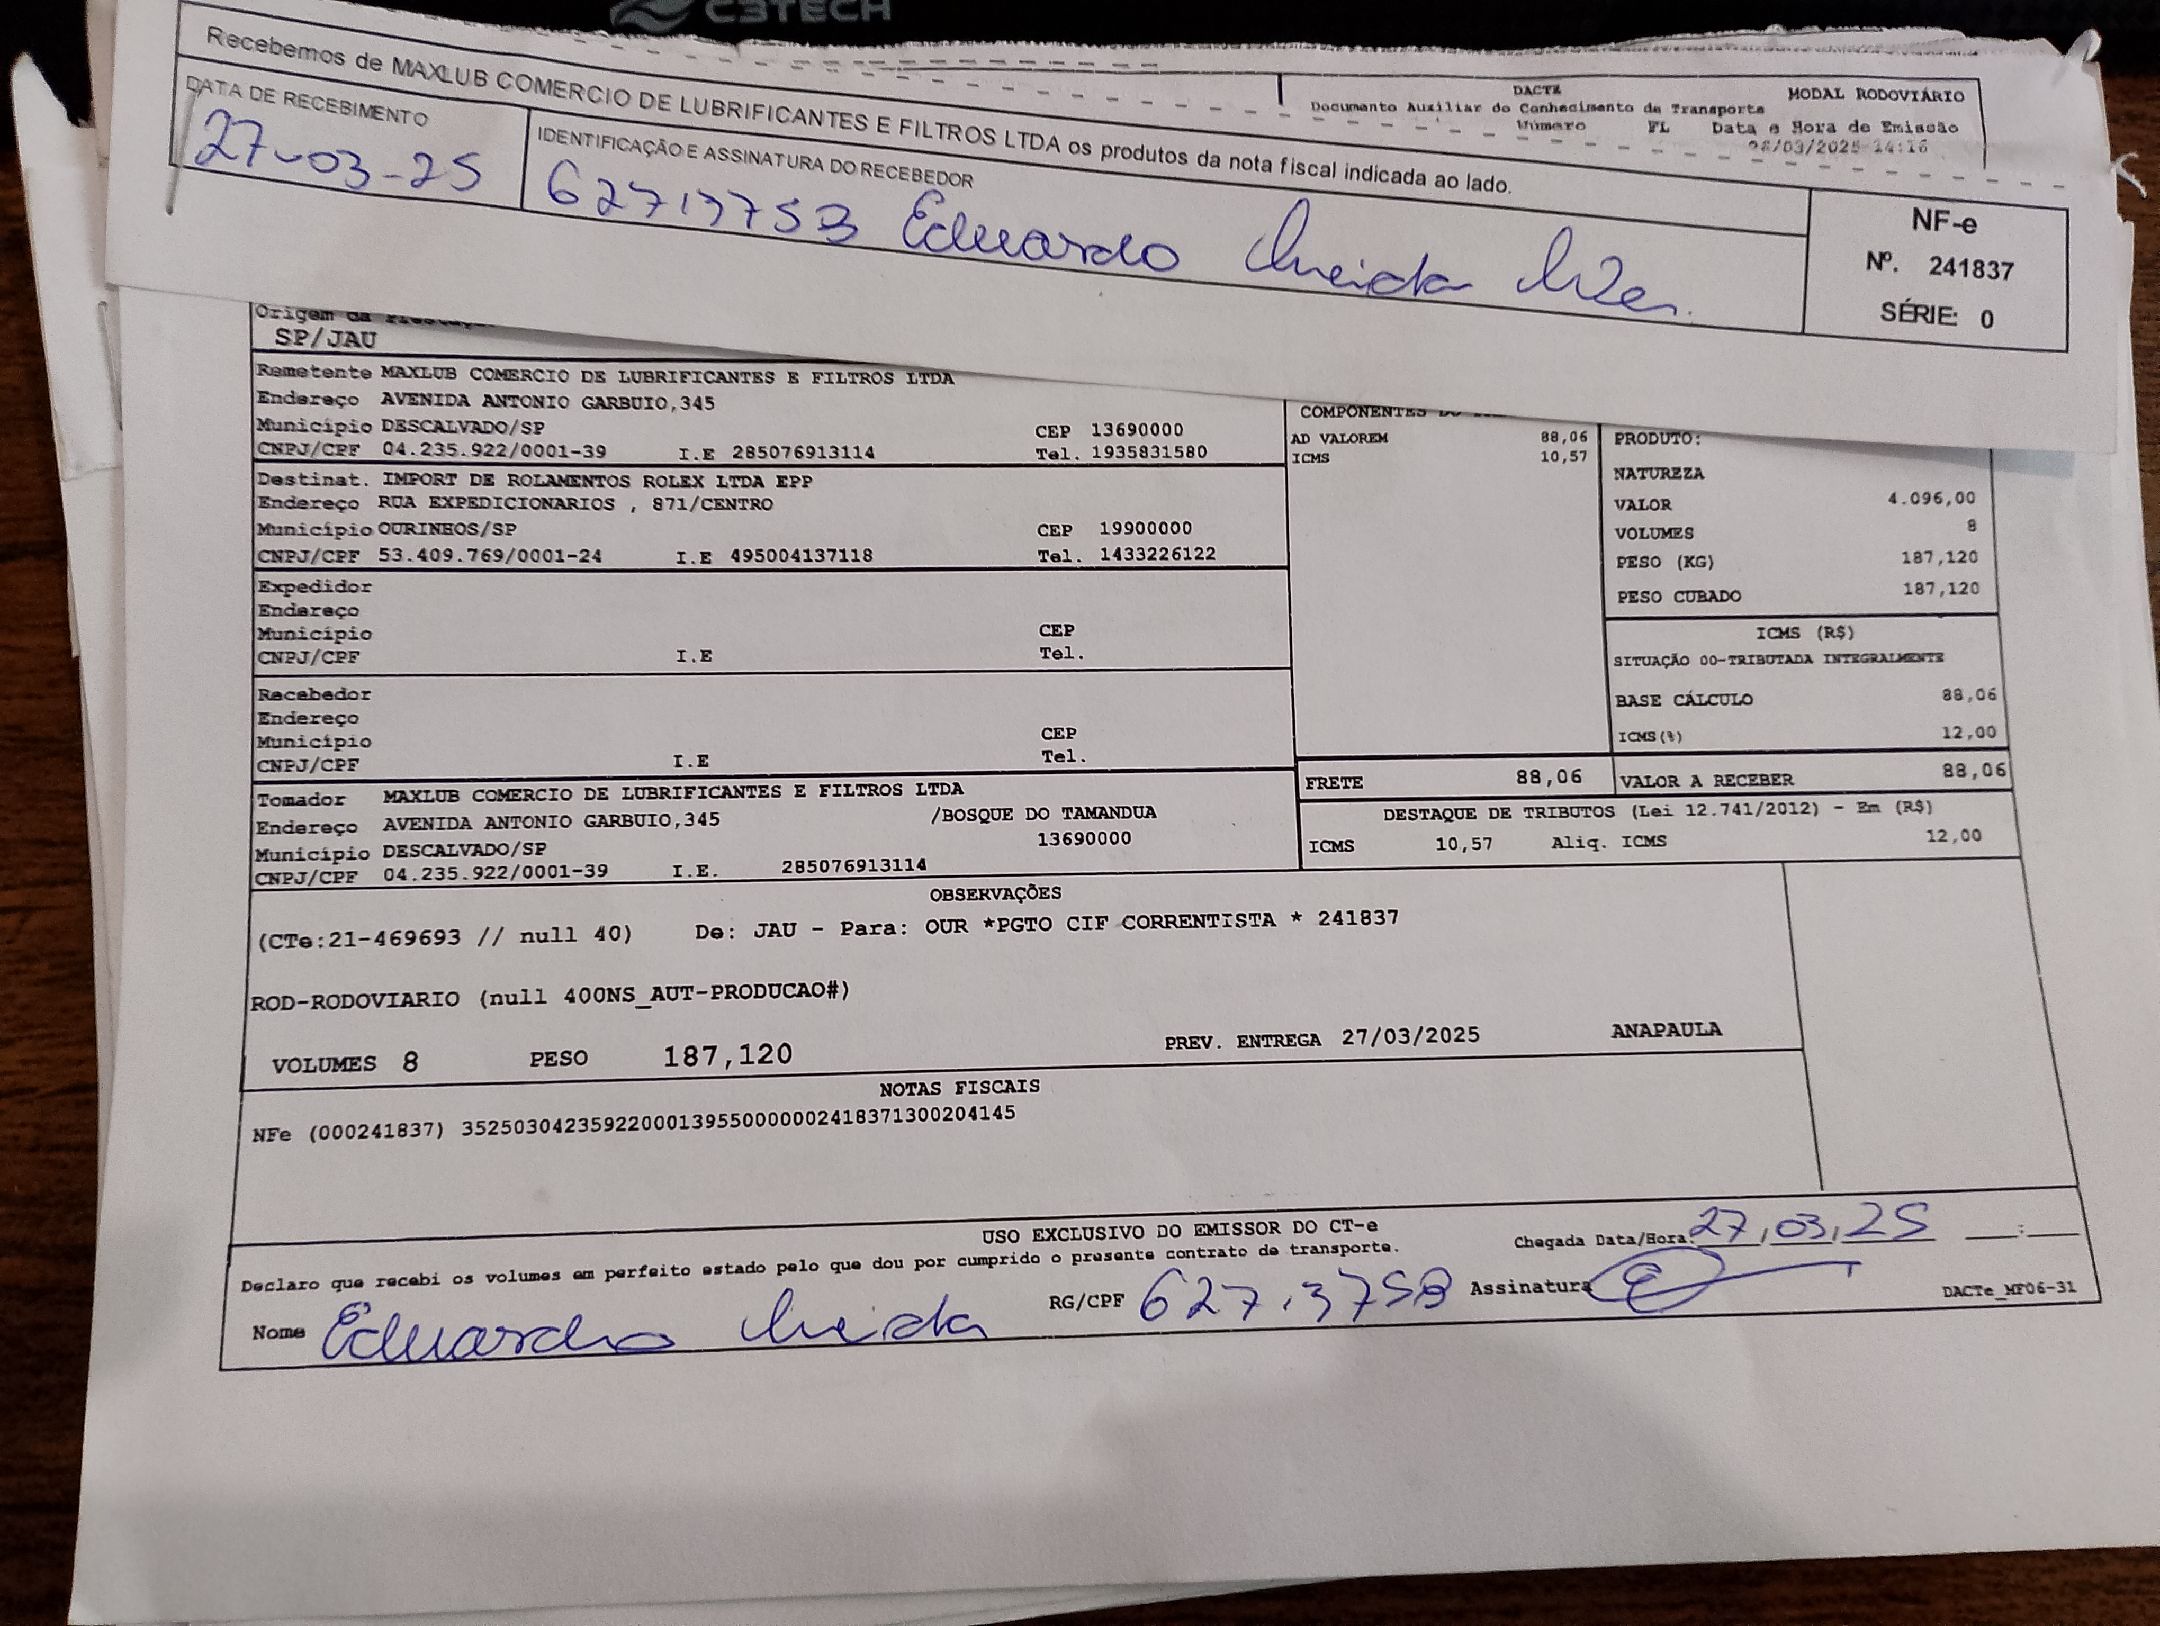 C3TECH
Recebemos de MAXLUB COMERCIO DE LUBRIFICANTES E FILTROS LTDA os produtos da nota fiscal indicada ao lado.
DATA DE RECEBIMENTO
27-03-25
IDENTIFICAÇÃO E ASSINATURA DO RECEBEDOR
Eduardo
NF-e
Nº. 241837
SÉRIE: 0
DACTE
Documento Auxiliar do Conhecimento de Transporte
MODAL RODOVIÁRIO
Número FL Data e Hora de Emissão
26/03/2025 14:16
Origem da
SP/JAU
Remetente MAXLUB COMERCIO DE LUBRIFICANTES E FILTROS LTDA
Endereço AVENIDA ANTONIO GARBUIO,345
Município DESCALVADO/SP CEP 13690000
CNPJ/CPF 04.235.922/0001-39 I.E 285076913114 Tel. 1935831580
Destinat. IMPORT DE ROLAMENTOS ROLEX LTDA EPP
Endereço RUA EXPEDICIONARIOS , 871/CENTRO
Município OURINHOS/SP CEP 19900000
CNPJ/CPF 53.409.769/0001-24 I.E 495004137118 Tel. 1433226122
Expedidor
Endereço
Município CEP
CNPJ/CPF I.E Tel.
Recebedor
Endereço
Município CEP
CNPJ/CPF I.E Tel.
Tomador MAXLUB COMERCIO DE LUBRIFICANTES E FILTROS LTDA
Endereço AVENIDA ANTONIO GARBUIO,345 /BOSQUE DO TAMANDUA
Município DESCALVADO/SP 13690000
CNPJ/CPF 04.235.922/0001-39 I.E. 285076913114
COMPONENTES
AD VALOREM 88,06
ICMS 10,57
PRODUTO:
NATUREZA
VALOR 4.096,00
VOLUMES 8
PESO (KG) 187,120
PESO CUBADO 187,120
ICMS (R$)
SITUAÇÃO 00-TRIBUTADA INTEGRALMENTE
BASE CÁLCULO 88,06
ICMS(%) 12,00
FRETE 88,06 VALOR A RECEBER 88,06
DESTAQUE DE TRIBUTOS (Lei 12.741/2012) - Em (R$)
ICMS 10,57 Aliq. ICMS 12,00
OBSERVAÇÕES
(CTe:21-469693 // null 40) De: JAU - Para: OUR *PGTO CIF CORRENTISTA * 241837
ROD-RODOVIARIO (null 400NS_AUT-PRODUCAO#)
VOLUMES 8 PESO 187,120 PREV. ENTREGA 27/03/2025 ANAPAULA
NOTAS FISCAIS
NFe (000241837) 35250304235922000139550000002418371300204145
USO EXCLUSIVO DO EMISSOR DO CT-e
Declaro que recebi os volumes em perfeito estado pelo que dou por cumprido o presente contrato de transporte.
Chegada Data/Hora: 27,03,25 :
Nome Eduardo RG/CPF Assinatura
DACTe_MF06-31